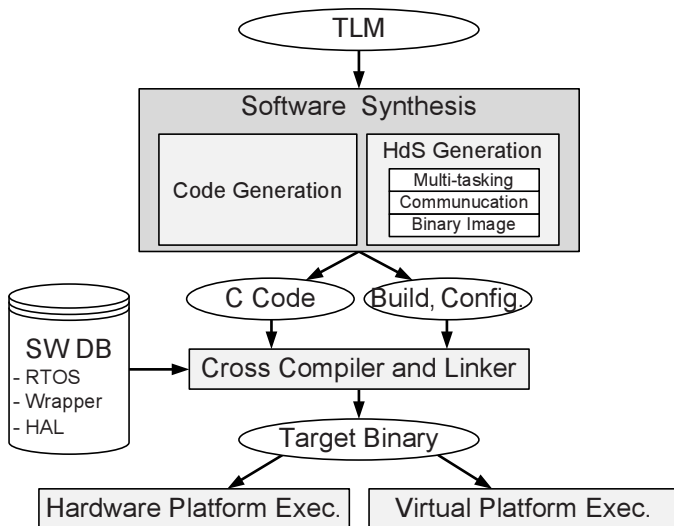 TLM
Software Synthesis
Code Generation
HdS Generation
Multi-tasking
Communucation
Binary Image
C Code
Build, Config.
SW DB
- RTOS
- Wrapper
- HAL
Cross Compiler and Linker
Target Binary
Hardware Platform Exec.
Virtual Platform Exec.